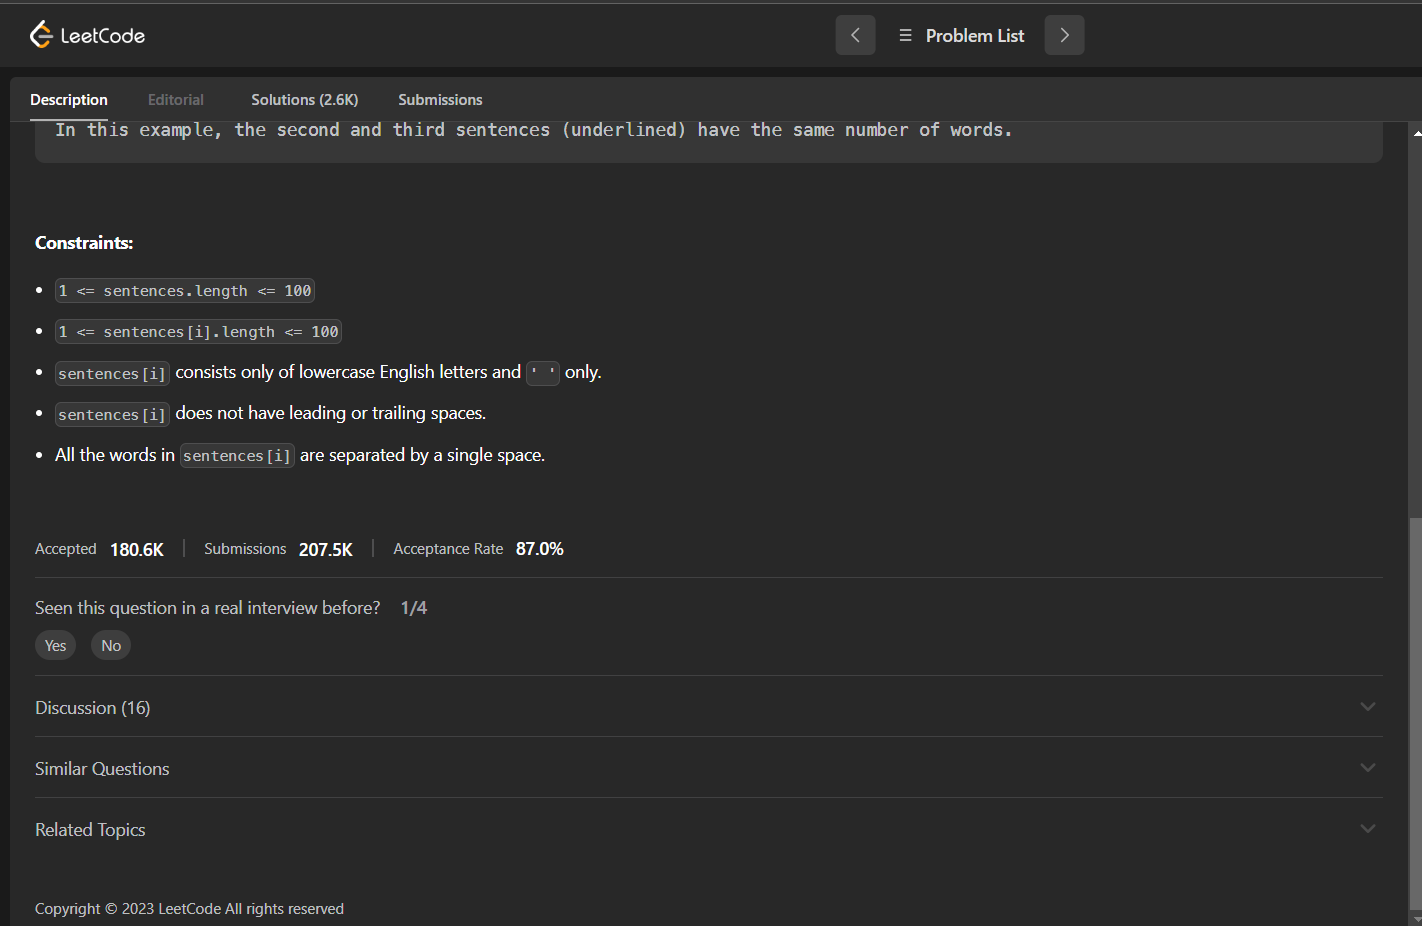 LeetCode
Problem List
Description Editorial Solutions (2.6K) Submissions
In this example, the second and third sentences (underlined) have the same number of words.
Constraints:
• 1 <= sentences.length <= 100
• 1 <= sentences[i].length <= 100
• sentences[i] consists only of lowercase English letters and ' ' only.
• sentences[i] does not have leading or trailing spaces.
• All the words in sentences[i] are separated by a single space.
Accepted 180.6K | Submissions 207.5K | Acceptance Rate 87.0%
Seen this question in a real interview before? 1/4
Yes No
Discussion (16)
Similar Questions
Related Topics
Copyright © 2023 LeetCode All rights reserved